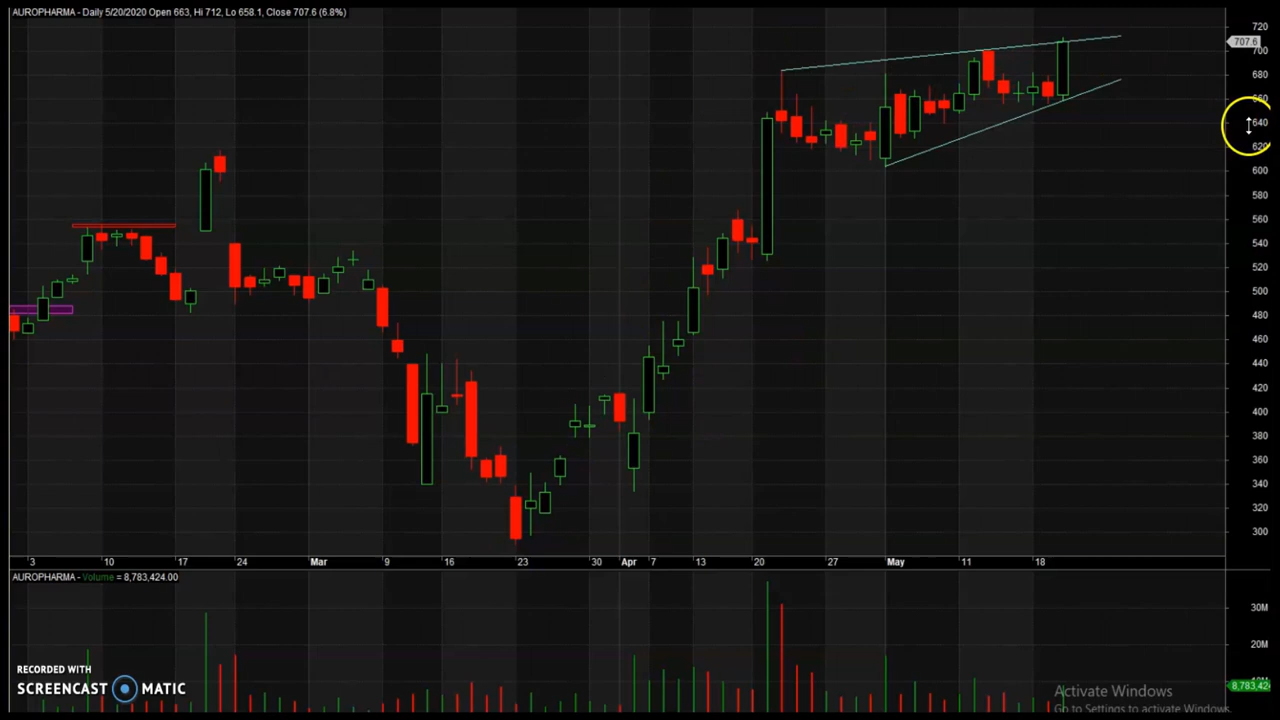 AUROPHARMA - Daily 5/20/2020 Open 663, Hi 712, Lo 658.1, Close 707.6 (6.8%)
720
707.6
700
680
660
640
620
600
580
560
540
520
500
480
460
440
420
400
380
360
340
320
300
3 10 17 24 Mar 9 16 23 30 Apr 7 13 20 27 May 11 18
AUROPHARMA - Volume = 8,783,424.00
30M
20M
10M
8,783,424
RECORDED WITH
SCREENCAST MATIC
Activate Windows
Go to Settings to activate Windows.